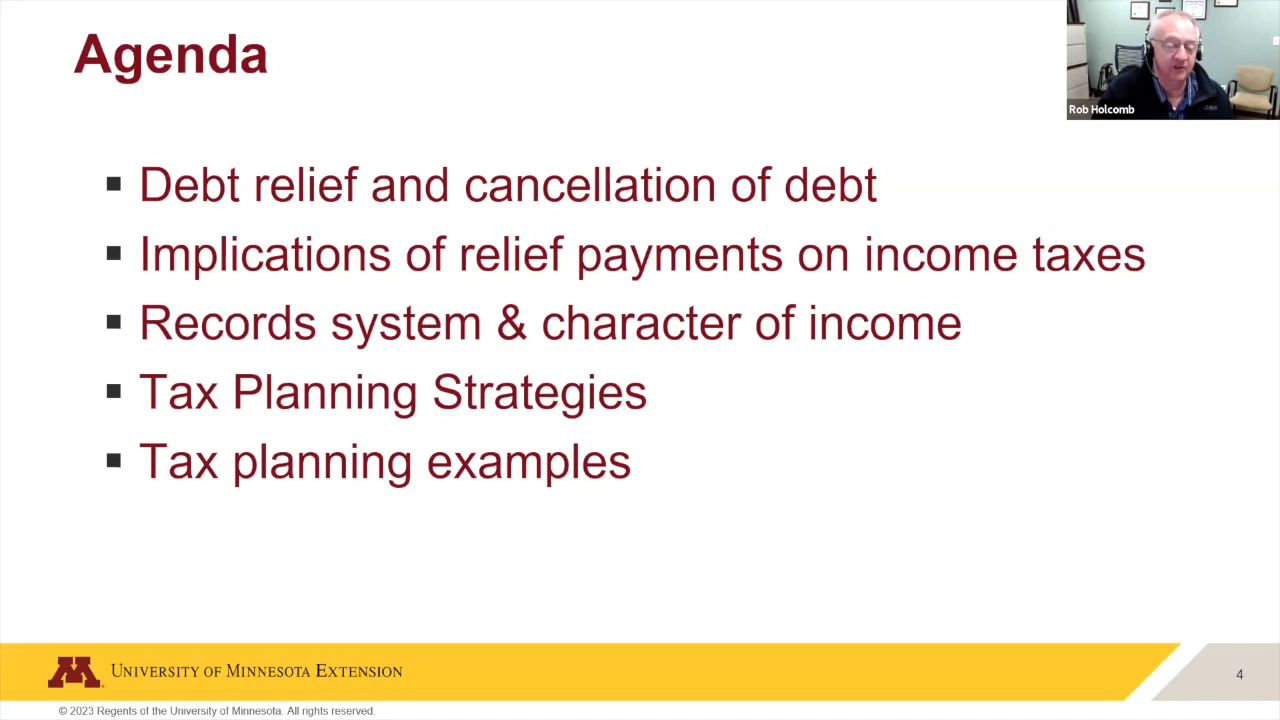 Agenda
Rob Holcomb
▪ Debt relief and cancellation of debt
▪ Implications of relief payments on income taxes
▪ Records system & character of income
▪ Tax Planning Strategies
▪ Tax planning examples
M
UNIVERSITY OF MINNESOTA EXTENSION
4
© 2023 Regents of the University of Minnesota. All rights reserved.